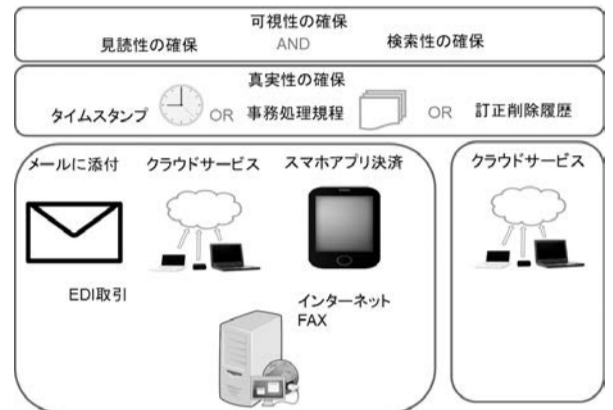 可視性の確保
見読性の確保 AND 検索性の確保
真実性の確保
タイムスタンプ OR 事務処理規程 OR 訂正削除履歴
メールに添付 クラウドサービス スマホアプリ決済 クラウドサービス
EDI取引 インターネット
FAX